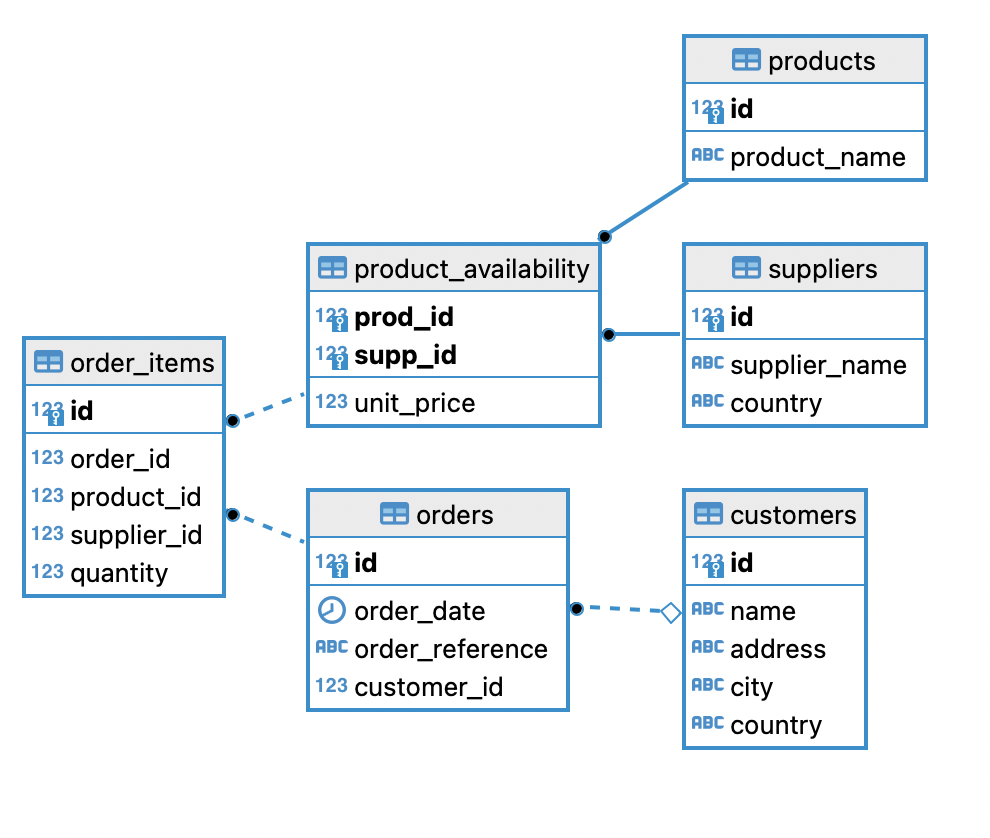 products
123 id
ABC product_name
product_availability
123 prod_id
123 supp_id
123 unit_price
suppliers
123 id
ABC supplier_name
ABC country
order_items
123 id
123 order_id
123 product_id
123 supplier_id
123 quantity
orders
123 id
order_date
ABC order_reference
123 customer_id
customers
123 id
ABC name
ABC address
ABC city
ABC country